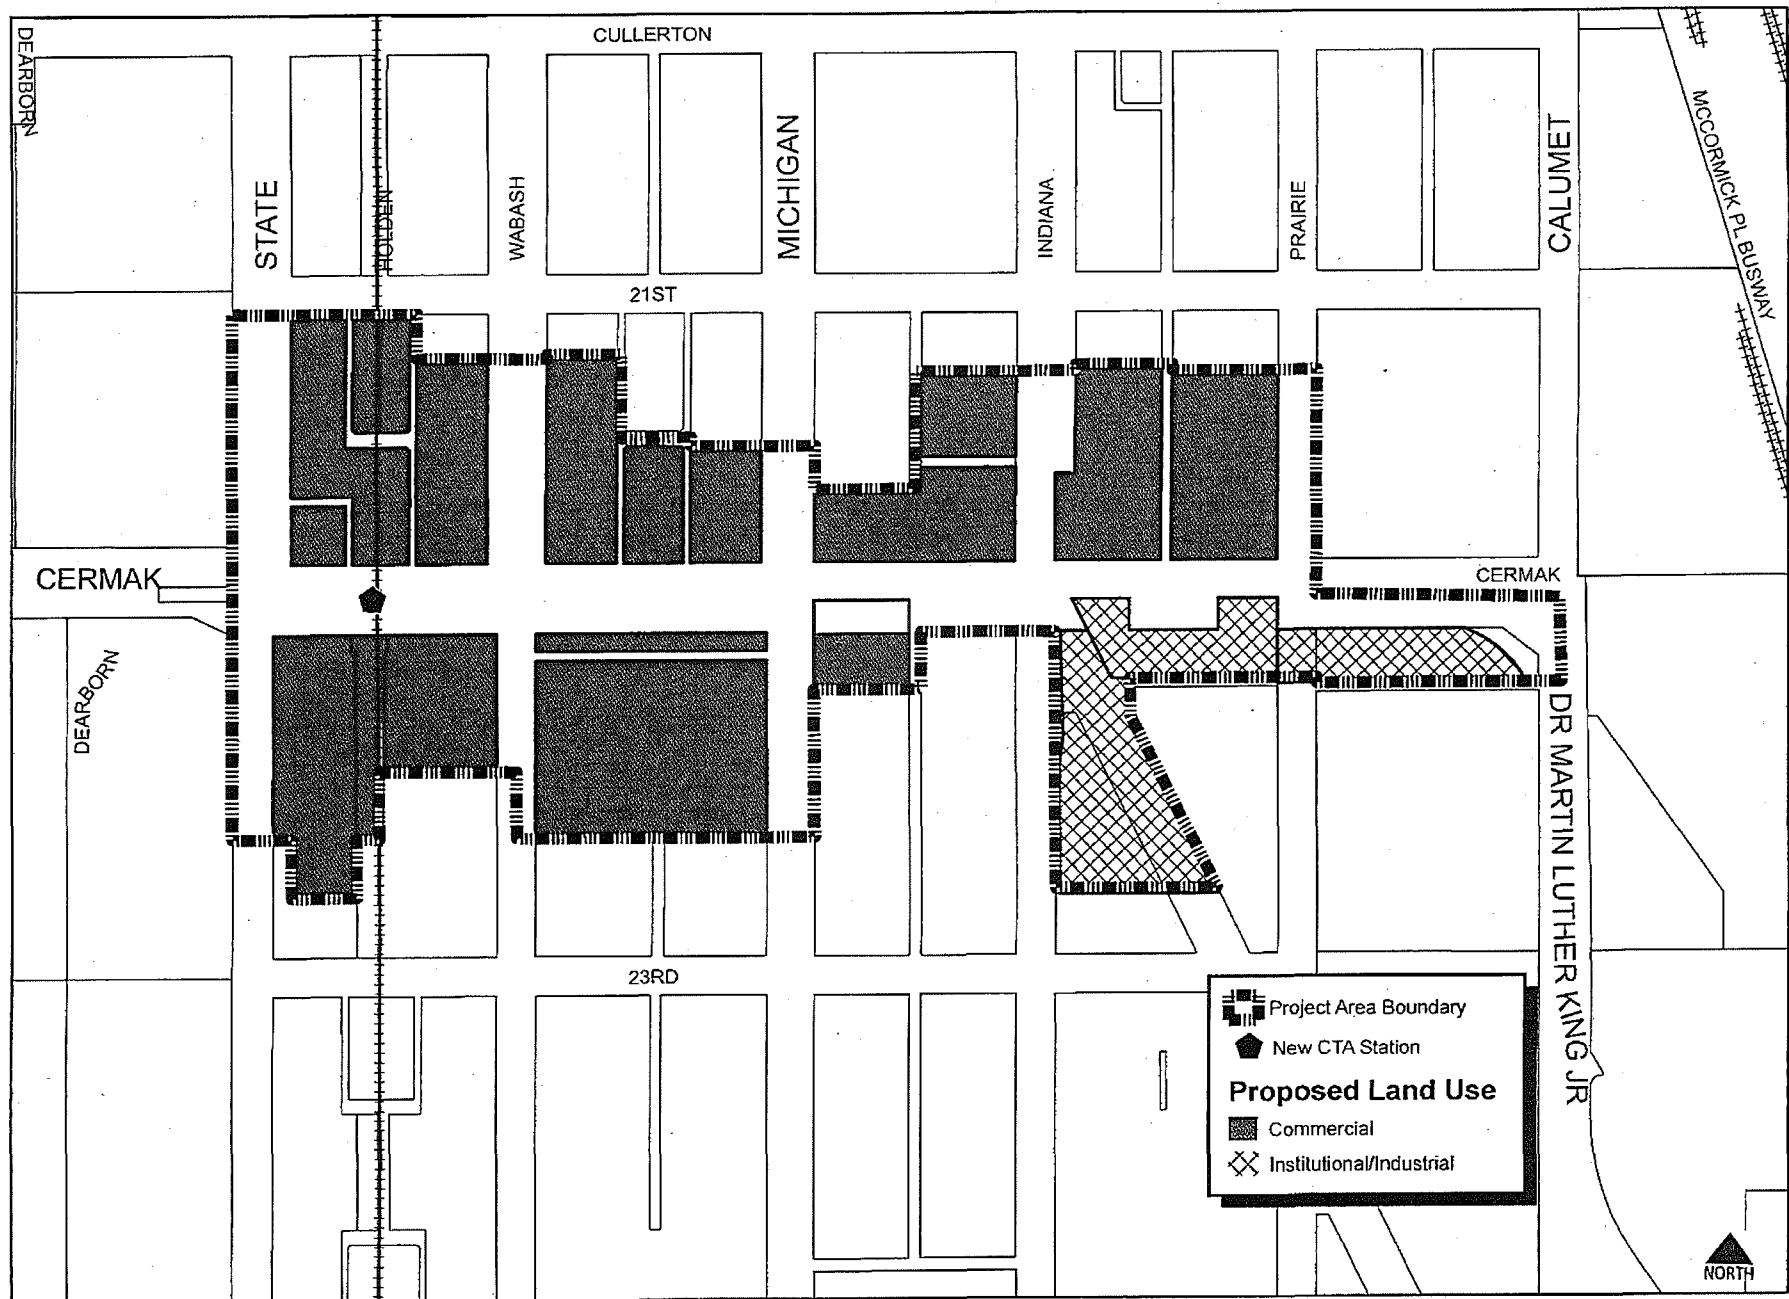 CULLERTON
DEARBORN
STATE
HOLDEN
WABASH
MICHIGAN
INDIANA
PRAIRIE
CALUMET
MCCORMICK PL BUSWAY
21ST
CERMAK
CERMAK
DEARBORN
DR MARTIN LUTHER KING JR
23RD
Project Area Boundary
New CTA Station
Proposed Land Use
Commercial
Institutional/Industrial
NORTH